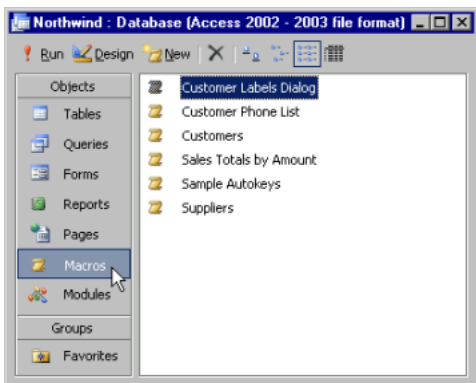 Northwind : Database (Access 2002 - 2003 file format)
Run Design New
Objects
Tables
Queries
Forms
Reports
Pages
Macros
Modules
Groups
Favorites
Customer Labels Dialog
Customer Phone List
Customers
Sales Totals by Amount
Sample Autokeys
Suppliers